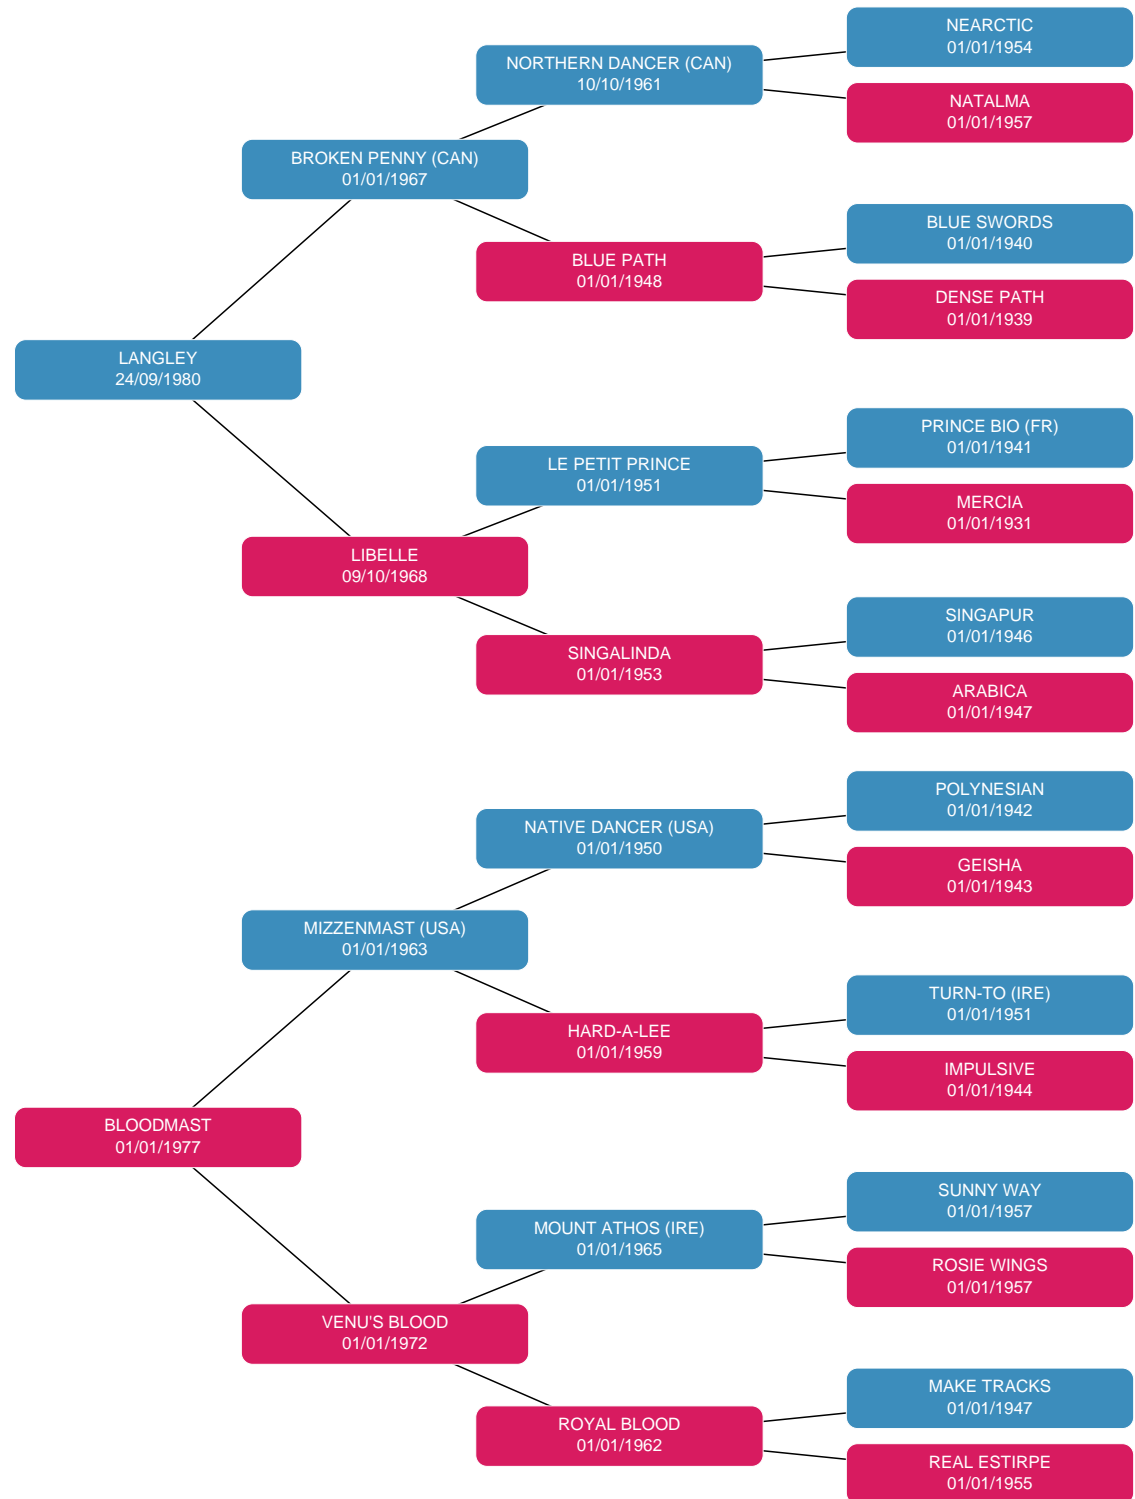 NEARCTIC
01/01/1954
NORTHERN DANCER (CAN)
10/10/1961
NATALMA
01/01/1957
BROKEN PENNY (CAN)
01/01/1967
BLUE SWORDS
01/01/1940
BLUE PATH
01/01/1948
DENSE PATH
01/01/1939
LANGLEY
24/09/1980
PRINCE BIO (FR)
01/01/1941
LE PETIT PRINCE
01/01/1951
MERCIA
01/01/1931
LIBELLE
09/10/1968
SINGAPUR
01/01/1946
SINGALINDA
01/01/1953
ARABICA
01/01/1947
POLYNESIAN
01/01/1942
NATIVE DANCER (USA)
01/01/1950
GEISHA
01/01/1943
MIZZENMAST (USA)
01/01/1963
TURN-TO (IRE)
01/01/1951
HARD-A-LEE
01/01/1959
IMPULSIVE
01/01/1944
BLOODMAST
01/01/1977
SUNNY WAY
01/01/1957
MOUNT ATHOS (IRE)
01/01/1965
ROSIE WINGS
01/01/1957
VENU'S BLOOD
01/01/1972
MAKE TRACKS
01/01/1947
ROYAL BLOOD
01/01/1962
REAL ESTIRPE
01/01/1955